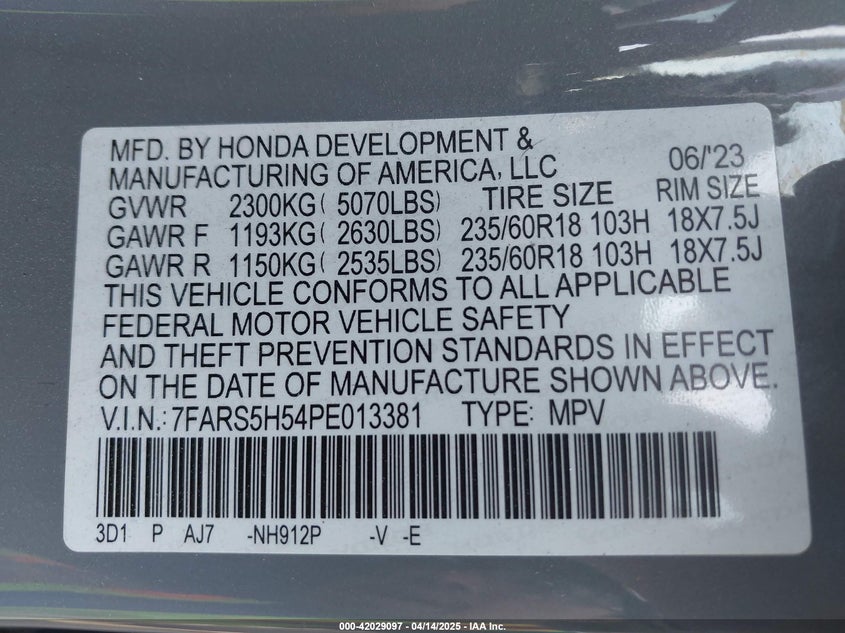 MFD. BY HONDA DEVELOPMENT &
MANUFACTURING OF AMERICA, LLC 06/'23
GVWR 2300KG( 5070LBS) TIRE SIZE RIM SIZE
GAWR F 1193KG( 2630LBS) 235/60R18 103H 18X7.5J
GAWR R 1150KG( 2535LBS) 235/60R18 103H 18X7.5J
THIS VEHICLE CONFORMS TO ALL APPLICABLE
FEDERAL MOTOR VEHICLE SAFETY
AND THEFT PREVENTION STANDARDS IN EFFECT
ON THE DATE OF MANUFACTURE SHOWN ABOVE.
V.I.N.: 7FARS5H54PE013381 TYPE: MPV
3D1 P AJ7 -NH912P -V -E
000-42029097 - 04/14/2025 - IAA Inc.